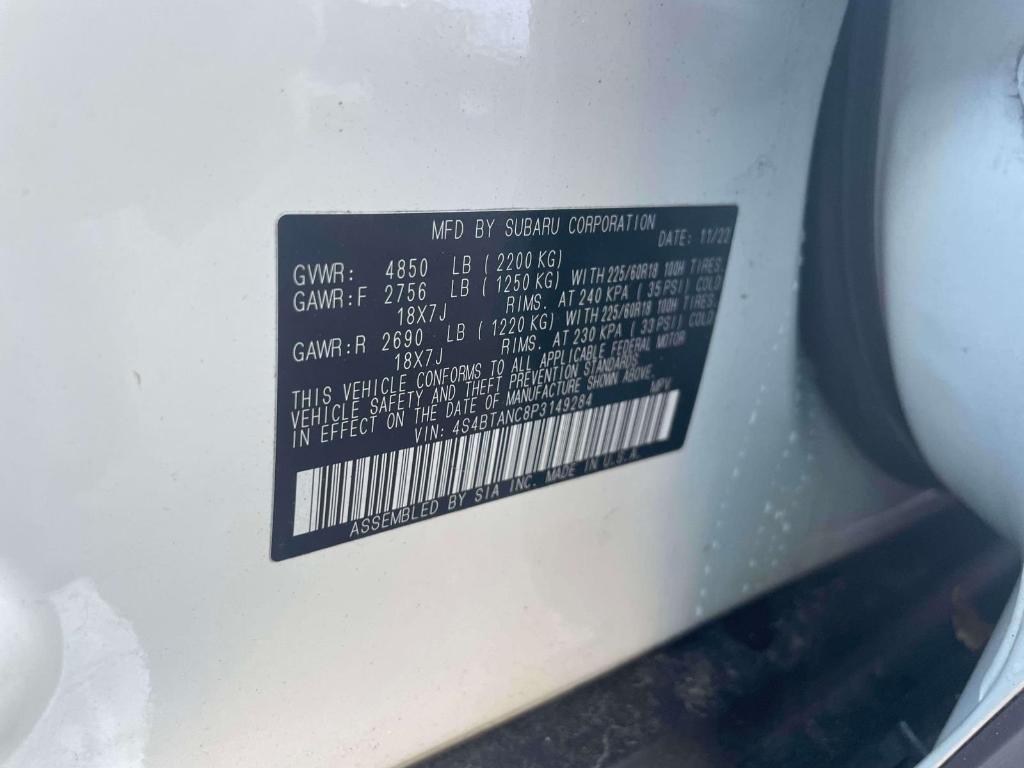 MFD BY SUBARU CORPORATION
DATE: 11/22
GVWR: 4850 LB (2200 KG)
GAWR:F 2756 LB (1250 KG) WITH 225/60R18 100H TIRES
18X7J RIMS. AT 240 KPA (35 PSI) COLD
GAWR:R 2690 LB (1220 KG) WITH 225/60R18 100H TIRES
18X7J RIMS. AT 230 KPA (33 PSI) COLD
THIS VEHICLE CONFORMS TO ALL APPLICABLE FEDERAL MOTOR
VEHICLE SAFETY AND THEFT PREVENTION STANDARDS
IN EFFECT ON THE DATE OF MANUFACTURE SHOWN ABOVE.
VIN: 4S4BTANC8P3149284 MPV
ASSEMBLED BY SIA INC. MADE IN U.S.A.